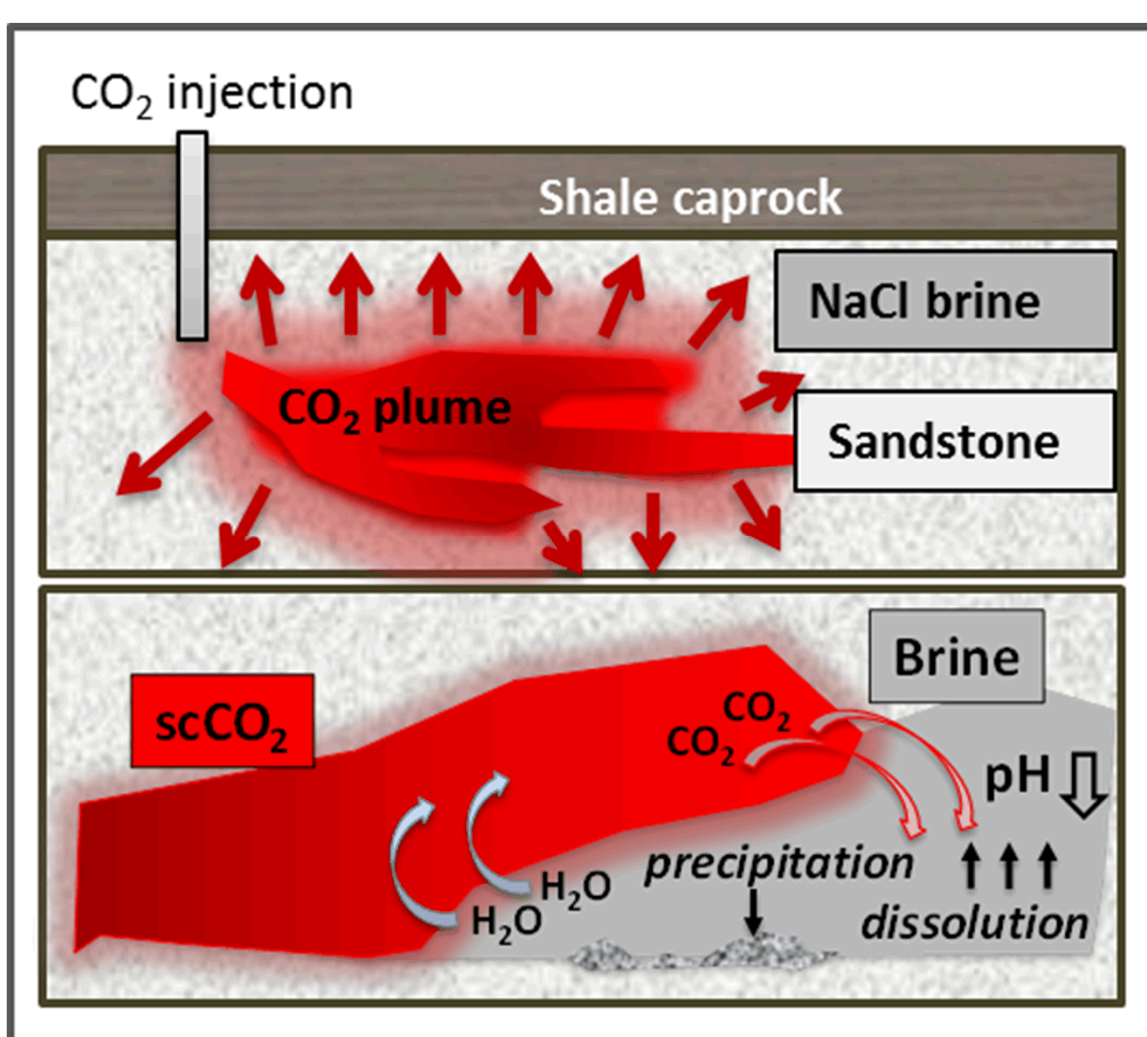 CO₂ injection
Shale caprock
NaCl brine
CO₂ plume
Sandstone
Brine
scCO₂
CO₂
CO₂
pH
precipitation
H₂O
H₂O
dissolution